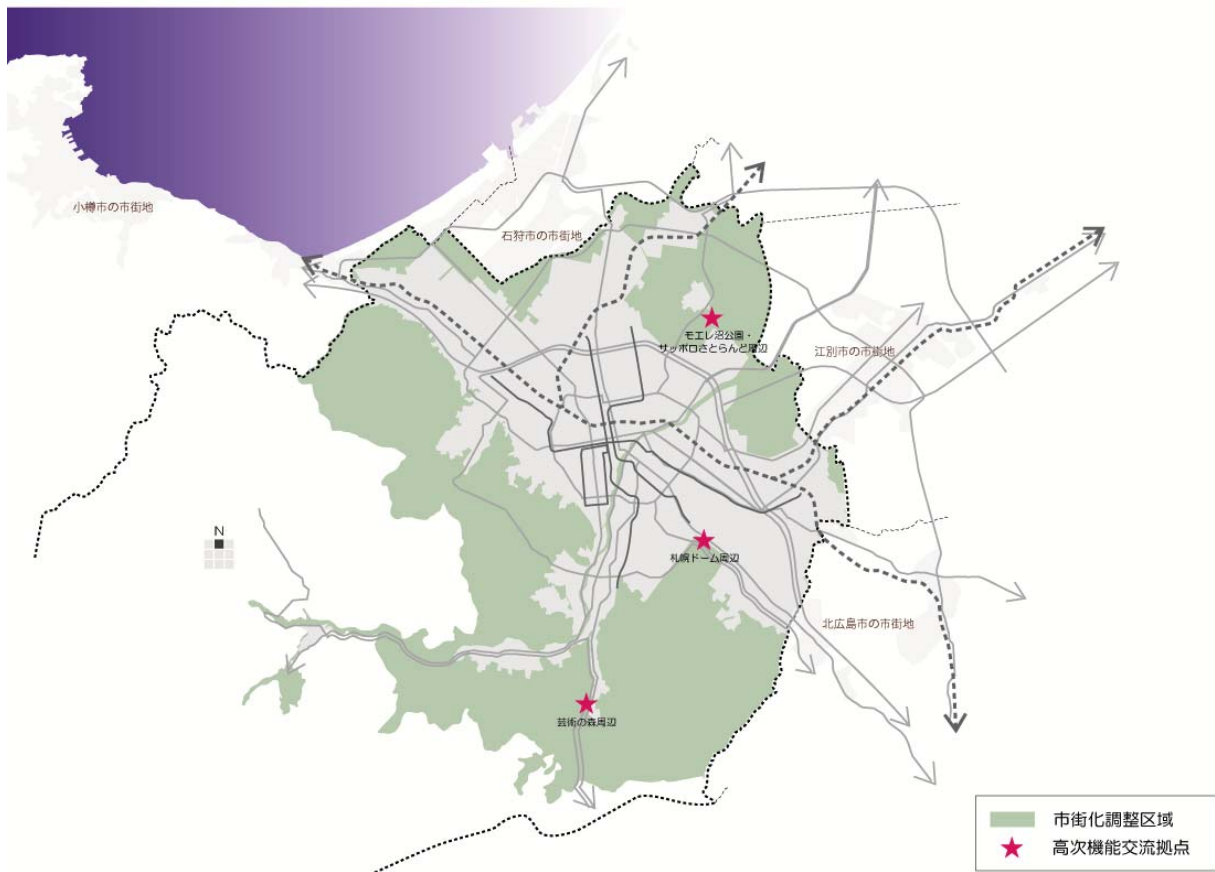 小樽市の市街地
石狩市の市街地
モエレ沼公園・
サッポロさとらんど周辺
江別市の市街地
N
札幌ドーム周辺
北広島市の市街地
芸術の森周辺
市街化調整区域
高次機能交流拠点